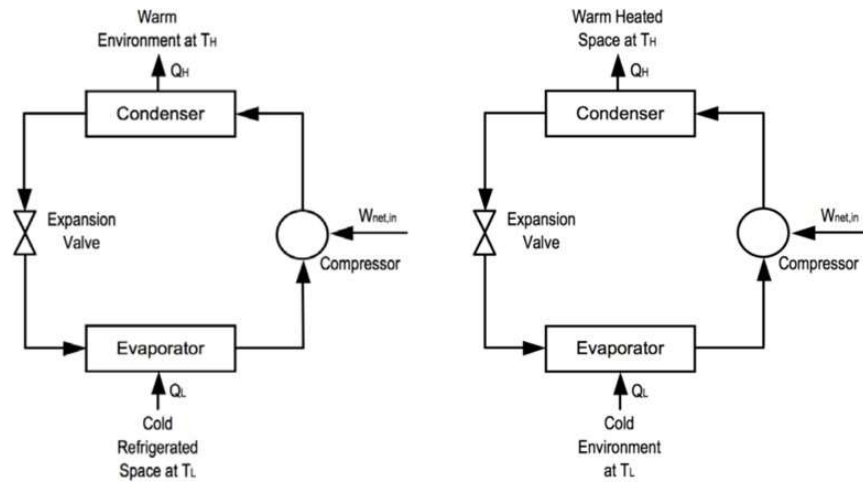 Warm
Environment at TH
QH
Condenser
Expansion
Valve
Wnet,in
Compressor
Evaporator
QL
Cold
Refrigerated
Space at TL
Warm Heated
Space at TH
QH
Condenser
Expansion
Valve
Wnet,in
Compressor
Evaporator
QL
Cold
Environment
at TL